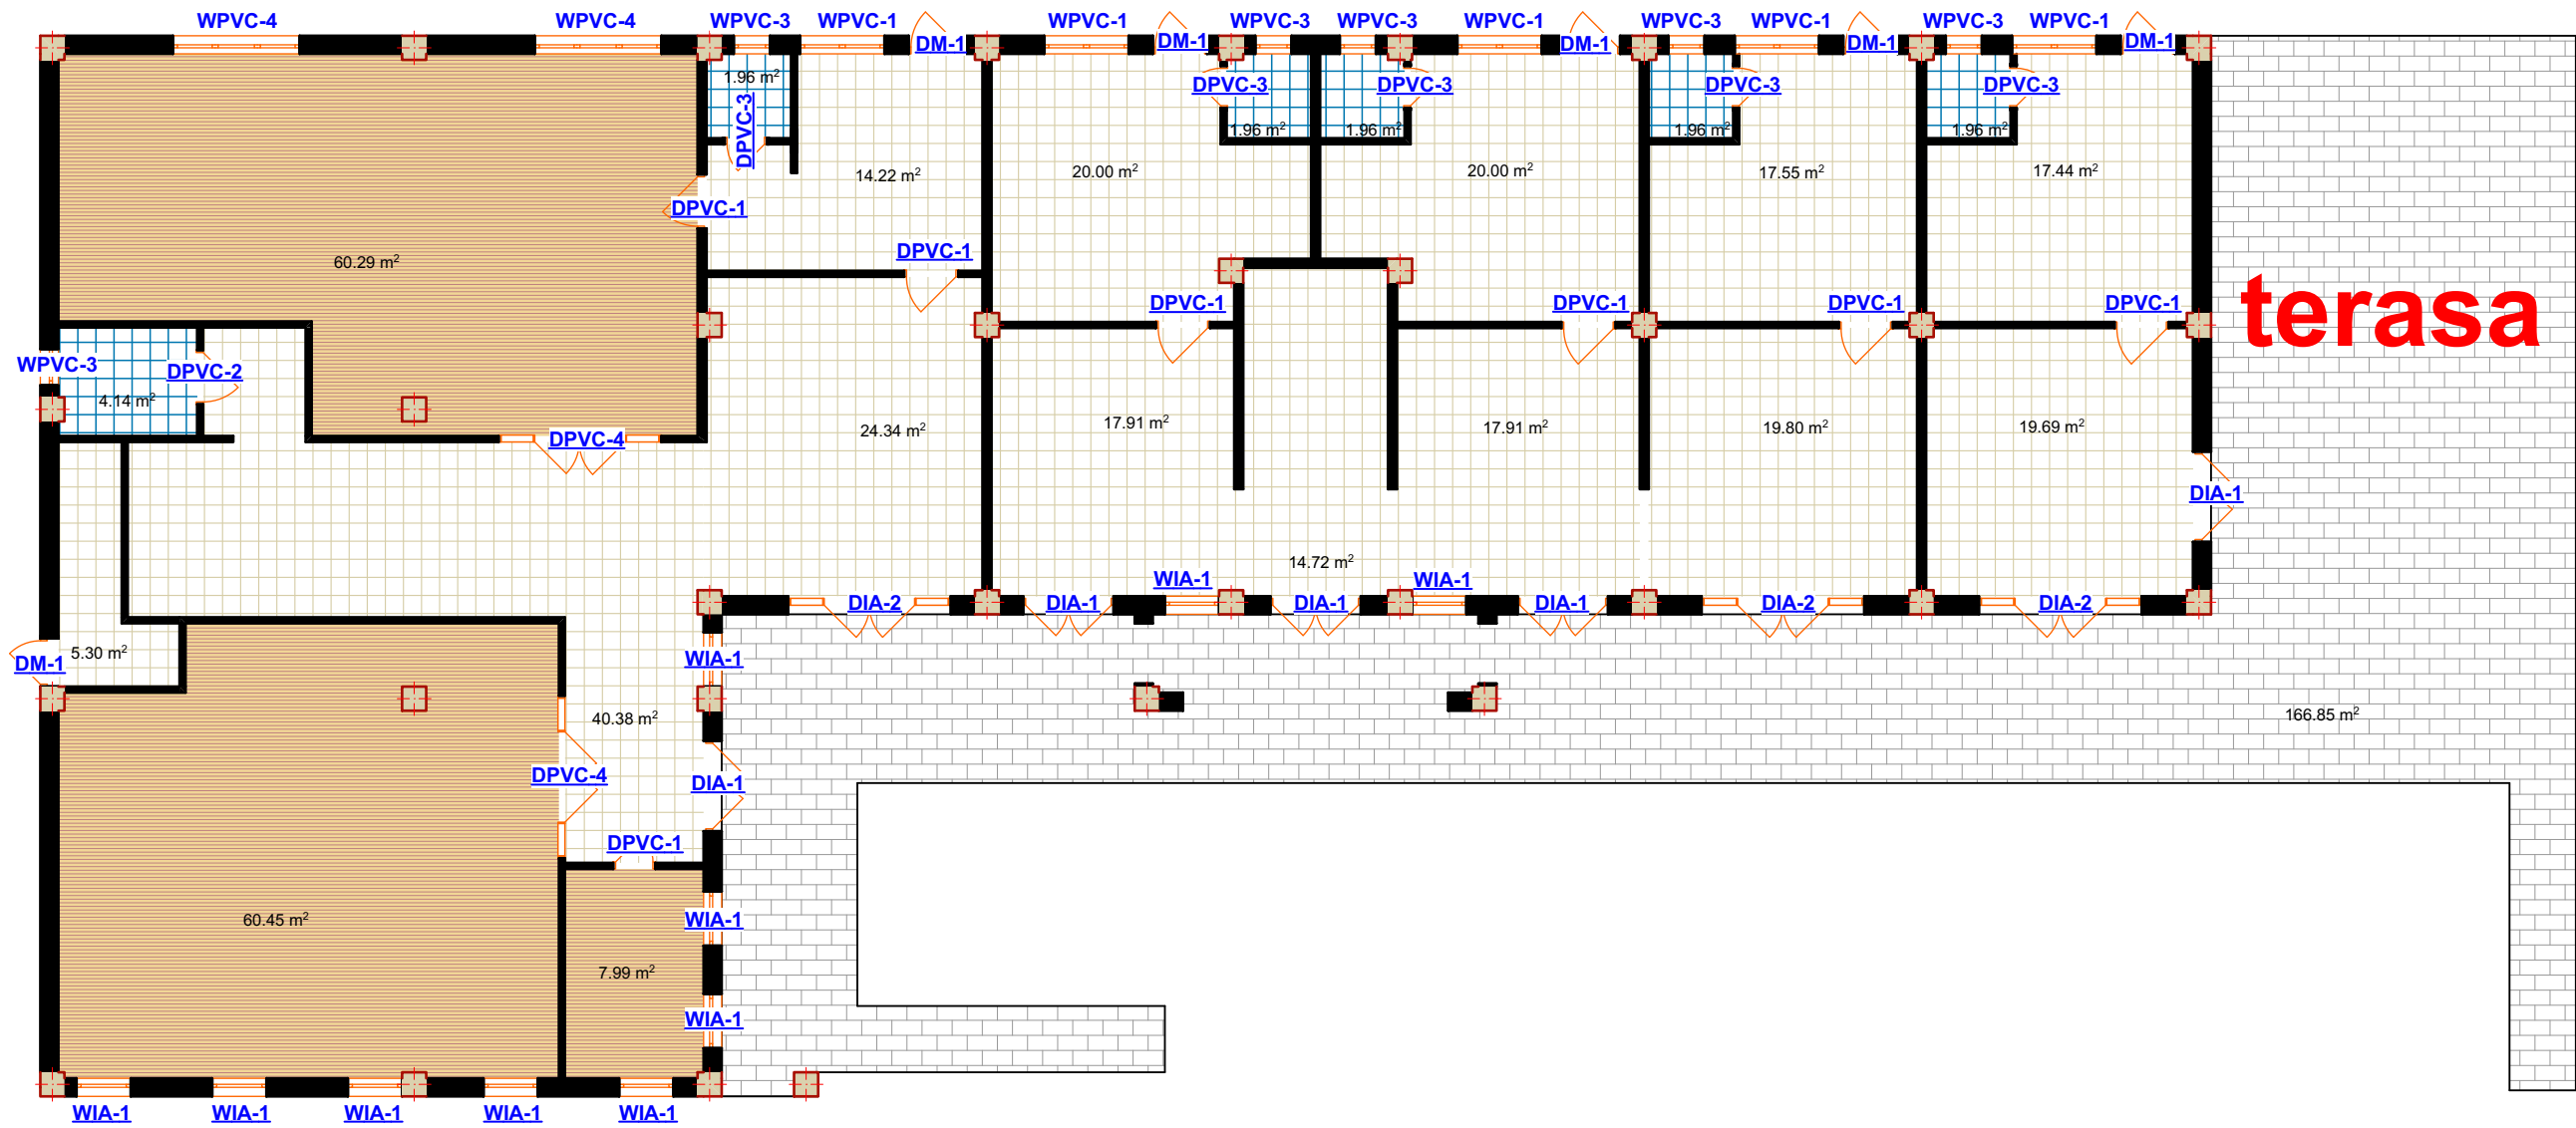 WPVC-4 WPVC-4 WPVC-3 WPVC-1 WPVC-1 WPVC-3 WPVC-3 WPVC-1 WPVC-3 WPVC-1 WPVC-3 WPVC-1
DM-1 DM-1 DM-1 DM-1 DM-1
1.96 m² DPVC-3 DPVC-3 DPVC-3 DPVC-3
DPVC-3
1.96 m² 1.96 m² 1.96 m² 1.96 m²
14.22 m² 20.00 m² 20.00 m² 17.55 m² 17.44 m²
DPVC-1
DPVC-1
60.29 m²
DPVC-1 DPVC-1 DPVC-1 DPVC-1
terasa
WPVC-3 DPVC-2
4.14 m²
24.34 m² 17.91 m² 17.91 m² 19.80 m² 19.69 m²
DPVC-4
DIA-1
14.72 m²
WIA-1 WIA-1
DIA-2 DIA-1 DIA-1 DIA-1 DIA-2 DIA-2
5.30 m²
DM-1 WIA-1
40.38 m² 166.85 m²
DPVC-4 DIA-1
DPVC-1
60.45 m² WIA-1
7.99 m²
WIA-1
WIA-1 WIA-1 WIA-1 WIA-1 WIA-1